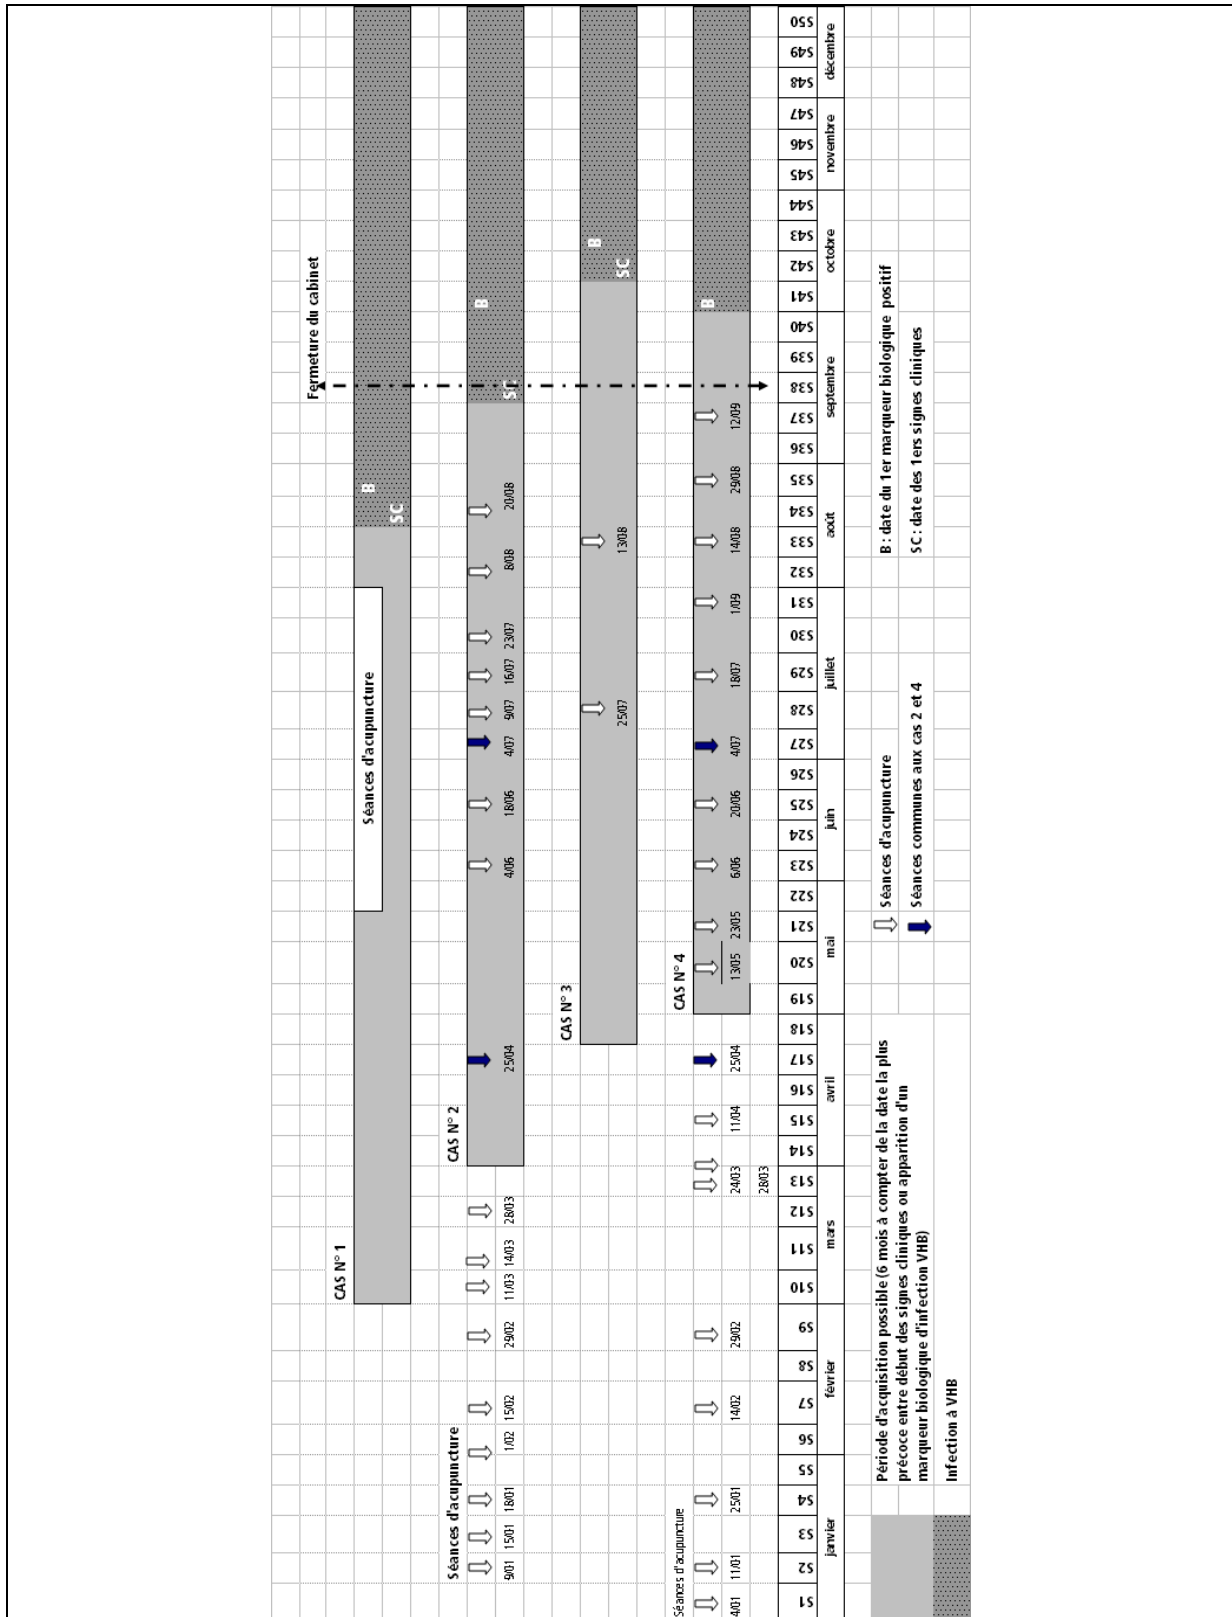 Fermeture du cabinet
CAS N° 1
Séances d'acupuncture
SC
B
CAS N° 2
Séances d'acupuncture
9/01 15/01 18/01 1/02 15/02 29/02 11/03 14/03 28/03 25/04 4/06 18/06 4/07 9/07 16/07 23/07 8/08 20/08
SC
B
CAS N° 3
25/07 13/08
SC
B
CAS N° 4
Séances d'acupuncture
4/01 11/01 25/01 14/02 29/02 24/03 11/04 25/04 13/05 23/05 6/06 20/06 4/07 18/07 1/09 14/08 29/08 12/09
28/03
B
S1 S2 S3 S4 S5 S6 S7 S8 S9 S10 S11 S12 S13 S14 S15 S16 S17 S18 S19 S20 S21 S22 S23 S24 S25 S26 S27 S28 S29 S30 S31 S32 S33 S34 S35 S36 S37 S38 S39 S40 S41 S42 S43 S44 S45 S46 S47 S48 S49 S50
janvier février mars avril mai juin juillet août septembre octobre novembre décembre
Période d'acquisition possible (6 mois à compter de la date la plus
précoce entre début des signes cliniques ou apparition d'un
marqueur biologique d'infection VHB)
Infection à VHB
Séances d'acupuncture
Séances communes aux cas 2 et 4
B : date du 1er marqueur biologique positif
SC : date des 1ers signes cliniques